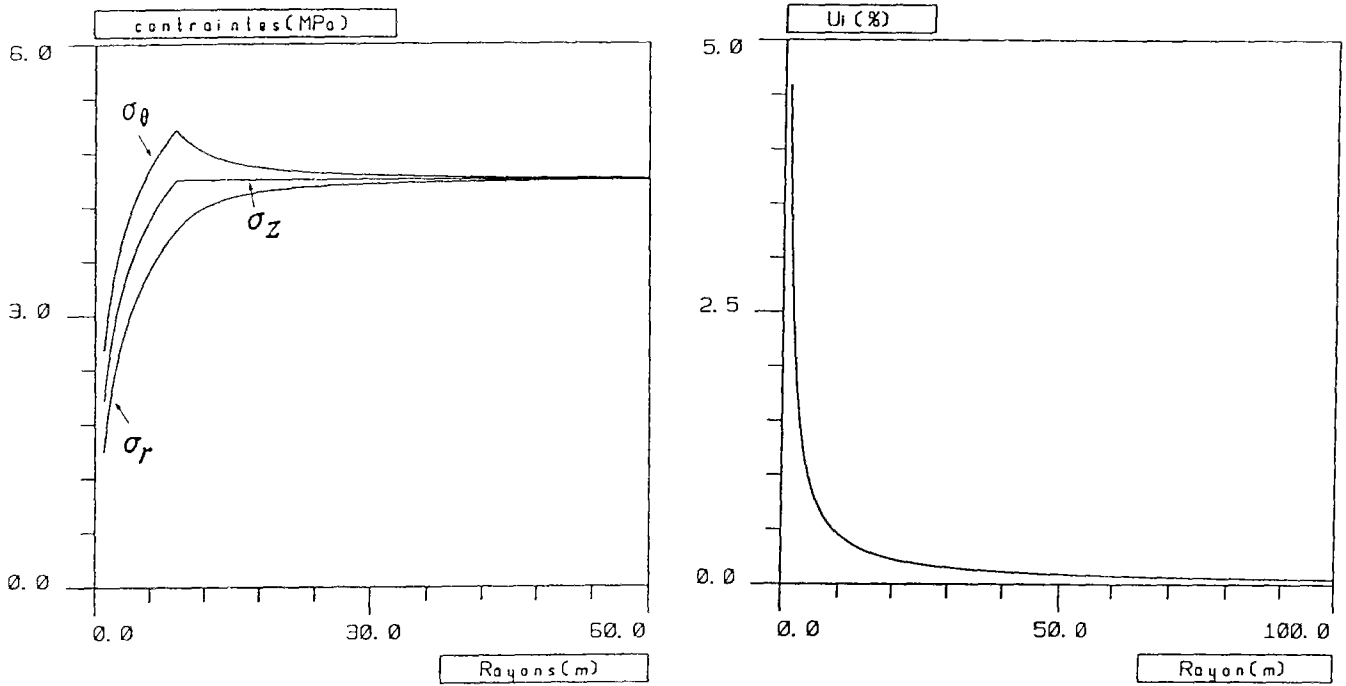 contraintes(MPa)
6.0
σθ
σz
3.0
σr
0.0
0.0 30.0 60.0
Rayons(m)
Ui(%)
5.0
2.5
0.0
0.0 50.0 100.0
Rayon(m)